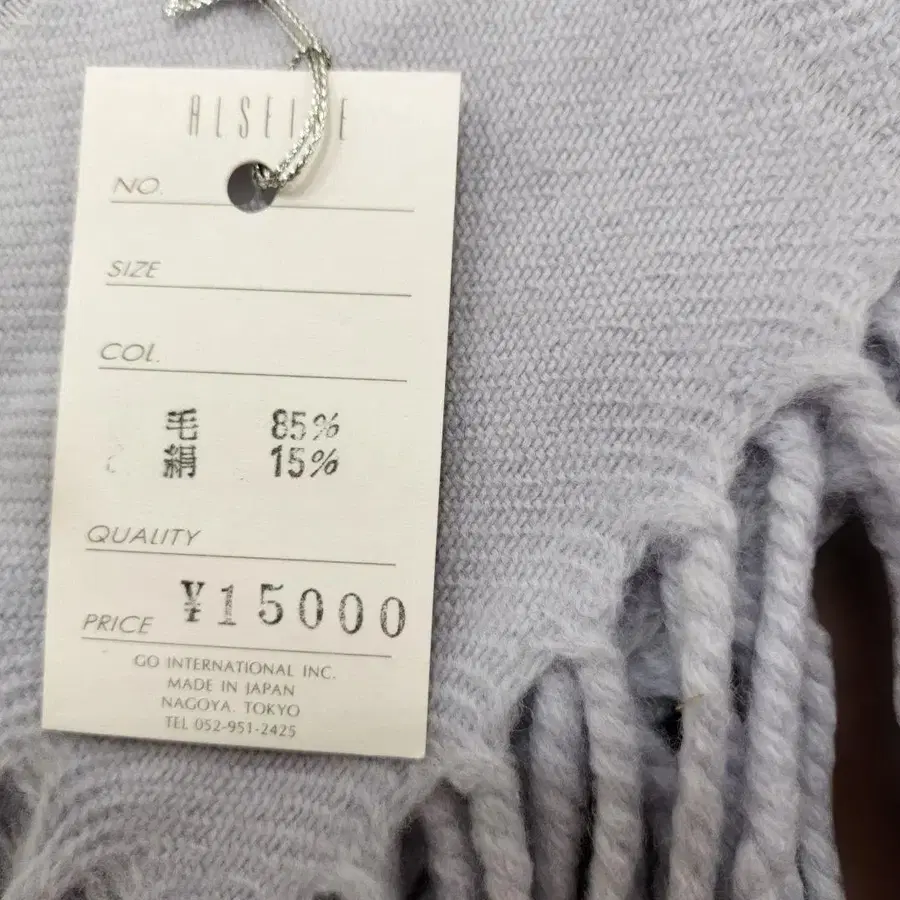 NO.
SIZE
COL.
毛 85%
絹 15%
QUALITY
PRICE ¥15000
GO INTERNATIONAL INC.
MADE IN JAPAN
NAGOYA. TOKYO
TEL 052-951-2425